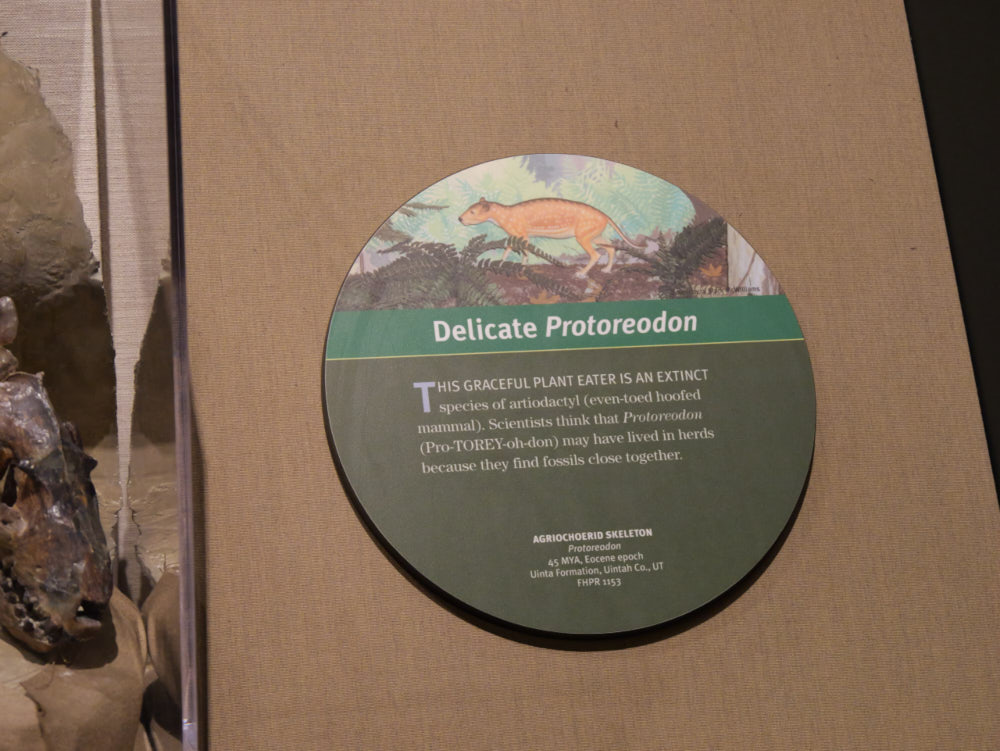 Williams
Delicate Protoreodon
THIS GRACEFUL PLANT EATER IS AN EXTINCT
species of artiodactyl (even-toed hoofed
mammal). Scientists think that Protoreodon
(Pro-TOREY-oh-don) may have lived in herds
because they find fossils close together.
AGRIOCHOERID SKELETON
Protoreodon
45 MYA, Eocene epoch
Uinta Formation, Uintah Co., UT
FHPR 1153